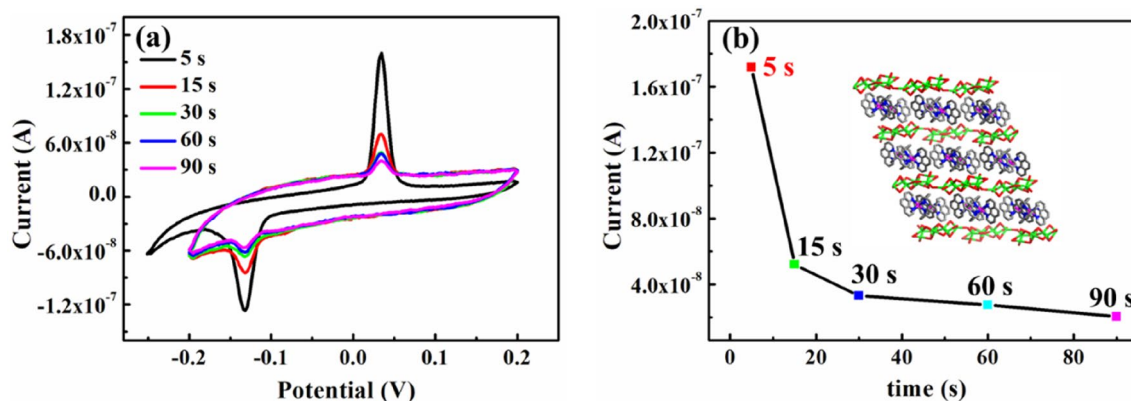 (a)
5 s
15 s
30 s
60 s
90 s
1.8x10⁻⁷
1.2x10⁻⁷
6.0x10⁻⁸
0.0
-6.0x10⁻⁸
-1.2x10⁻⁷
Current (A)
-0.2 -0.1 0.0 0.1 0.2
Potential (V)
(b)
2.0x10⁻⁷
1.6x10⁻⁷
1.2x10⁻⁷
8.0x10⁻⁸
4.0x10⁻⁸
Current (A)
5 s
15 s
30 s
60 s
90 s
0 20 40 60 80
time (s)